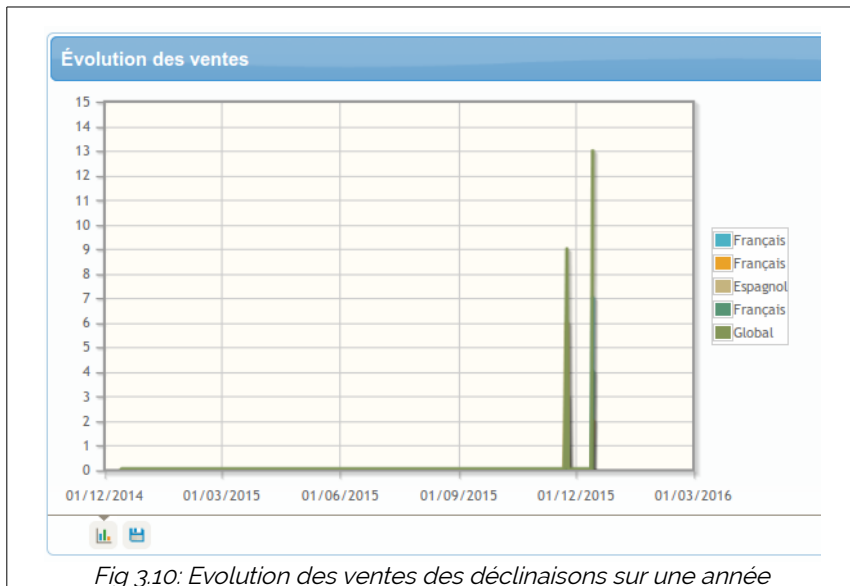 Évolution des ventes
15
14
13
12
11
10
9
8
7
6
5
4
3
2
1
0
01/12/2014 01/03/2015 01/06/2015 01/09/2015 01/12/2015 01/03/2016
Français
Français
Espagnol
Français
Global
Fig 3.10: Evolution des ventes des déclinaisons sur une année